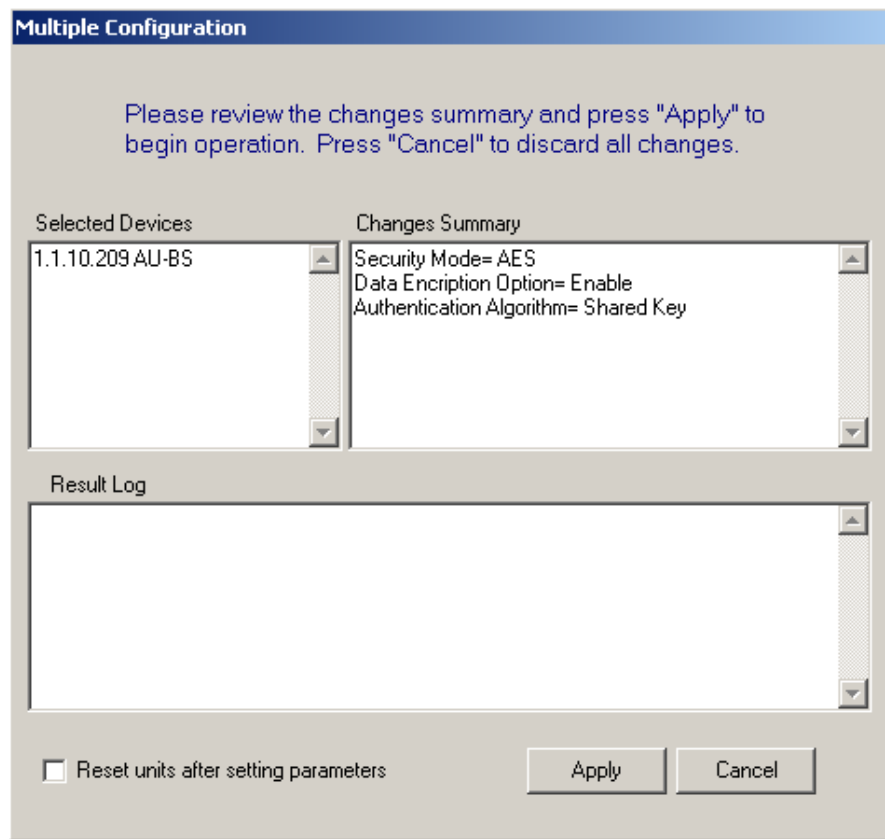 Multiple Configuration
Please review the changes summary and press "Apply" to
begin operation. Press "Cancel" to discard all changes.
Selected Devices
1.1.10.209 AU-BS
Changes Summary
Security Mode= AES
Data Encription Option= Enable
Authentication Algorithm= Shared Key
Result Log
Reset units after setting parameters
Apply
Cancel